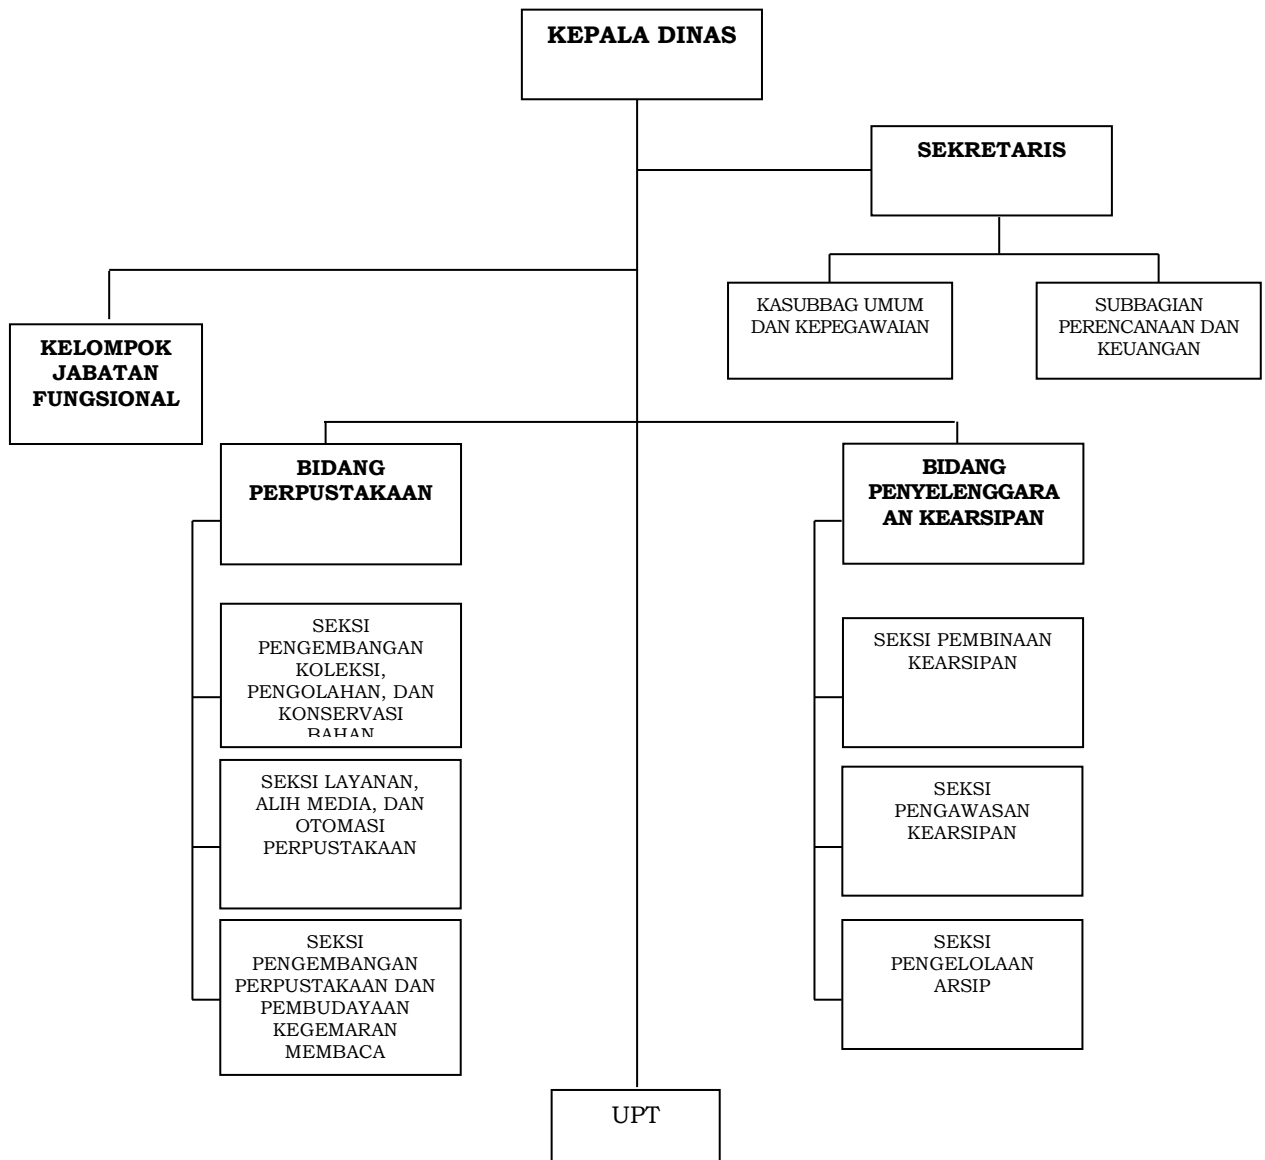 KEPALA DINAS
SEKRETARIS
KASUBBAG UMUM
DAN KEPEGAWAIAN
SUBBAGIAN
PERENCANAAN DAN
KEUANGAN
KELOMPOK
JABATAN
FUNGSIONAL
BIDANG
PERPUSTAKAAN
SEKSI
PENGEMBANGAN
KOLEKSI,
PENGOLAHAN, DAN
KONSERVASI
BAHAN
SEKSI LAYANAN,
ALIH MEDIA, DAN
OTOMASI
PERPUSTAKAAN
SEKSI
PENGEMBANGAN
PERPUSTAKAAN DAN
PEMBUDAYAAN
KEGEMARAN
MEMBACA
BIDANG
PENYELENGGARA
AN KEARSIPAN
SEKSI PEMBINAAN
KEARSIPAN
SEKSI
PENGAWASAN
KEARSIPAN
SEKSI
PENGELOLAAN
ARSIP
UPT